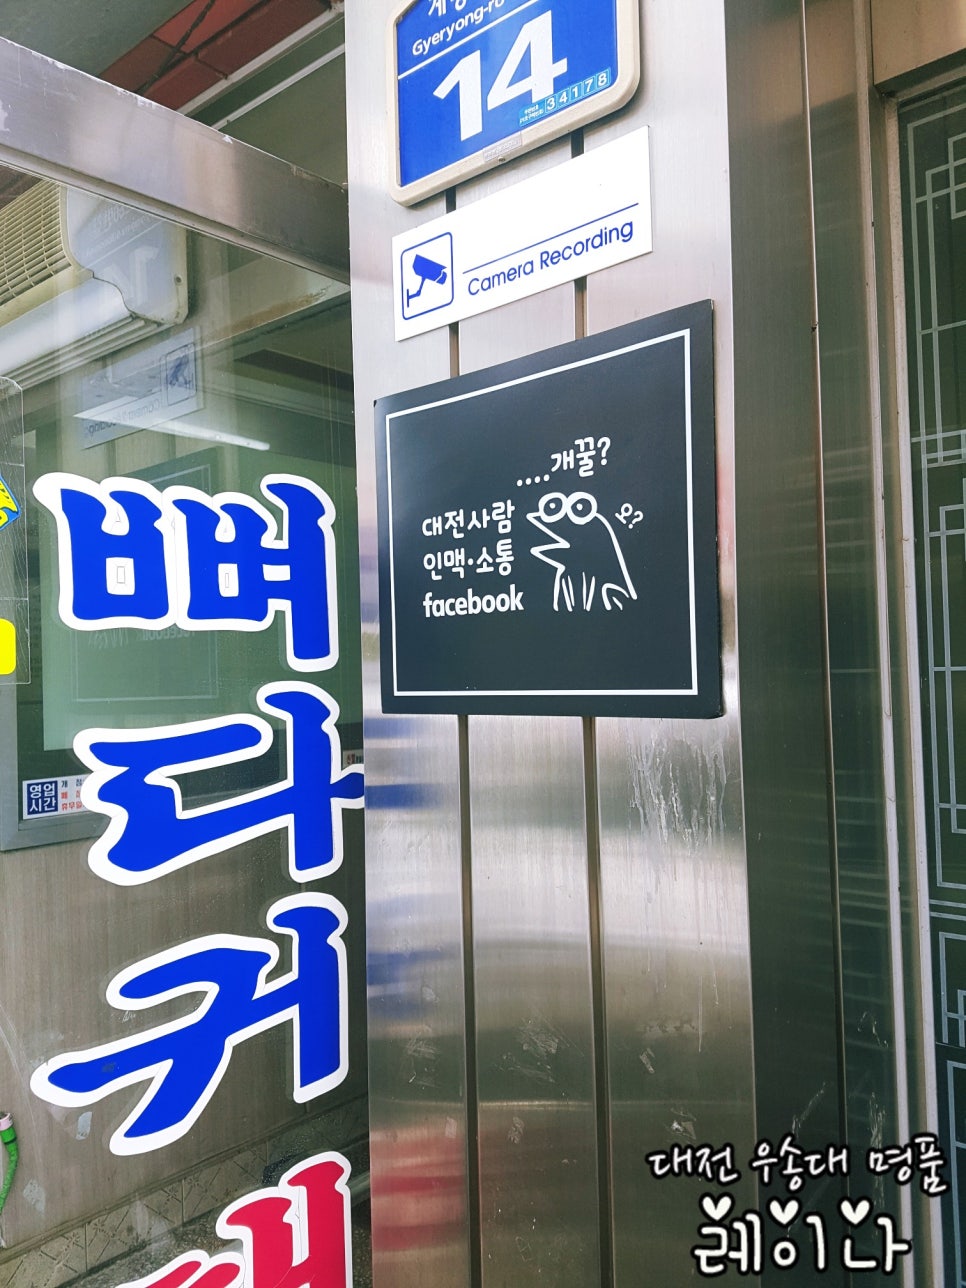 Gyeryong-ro
14
34178
Camera Recording
....개꿀?
대전사람
인맥·소통
facebook
요?
뼈다귀
영업
시간
대전 우송대 명품
레이나